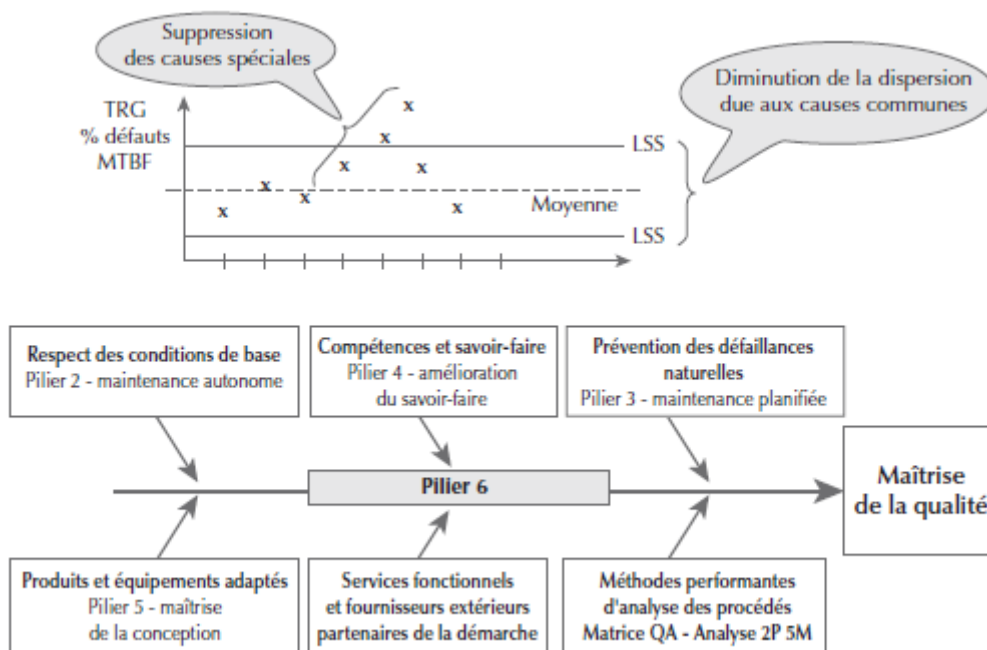 Suppression
des causes spéciales
Diminution de la dispersion
due aux causes communes
TRG
% défauts
MTBF
x
x
x
x
x
x
x
x
LSS
Moyenne
LSS
Respect des conditions de base
Pilier 2 - maintenance autonome
Compétences et savoir-faire
Pilier 4 - amélioration
du savoir-faire
Prévention des défaillances
naturelles
Pilier 3 - maintenance planifiée
Pilier 6
Maîtrise
de la qualité
Produits et équipements adaptés
Pilier 5 - maîtrise
de la conception
Services fonctionnels
et fournisseurs extérieurs
partenaires de la démarche
Méthodes performantes
d'analyse des procédés
Matrice QA - Analyse 2P 5M